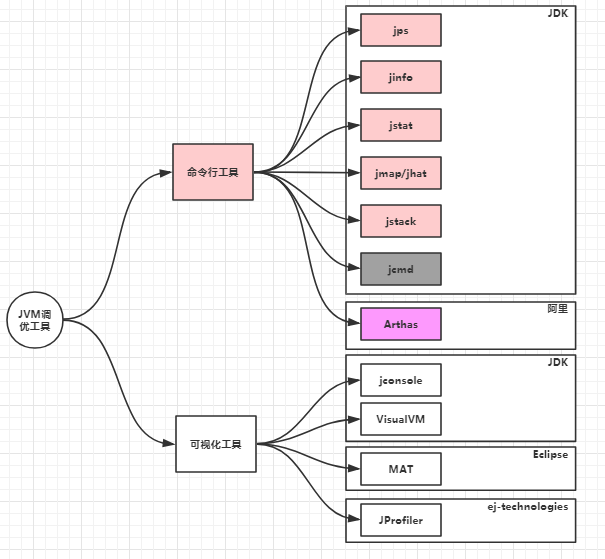 JDK
jps
jinfo
jstat
命令行工具
jmap/jhat
jstack
jcmd
JVM调
优工具
阿里
Arthas
JDK
jconsole
VisualVM
可视化工具
Eclipse
MAT
ej-technologies
JProfiler